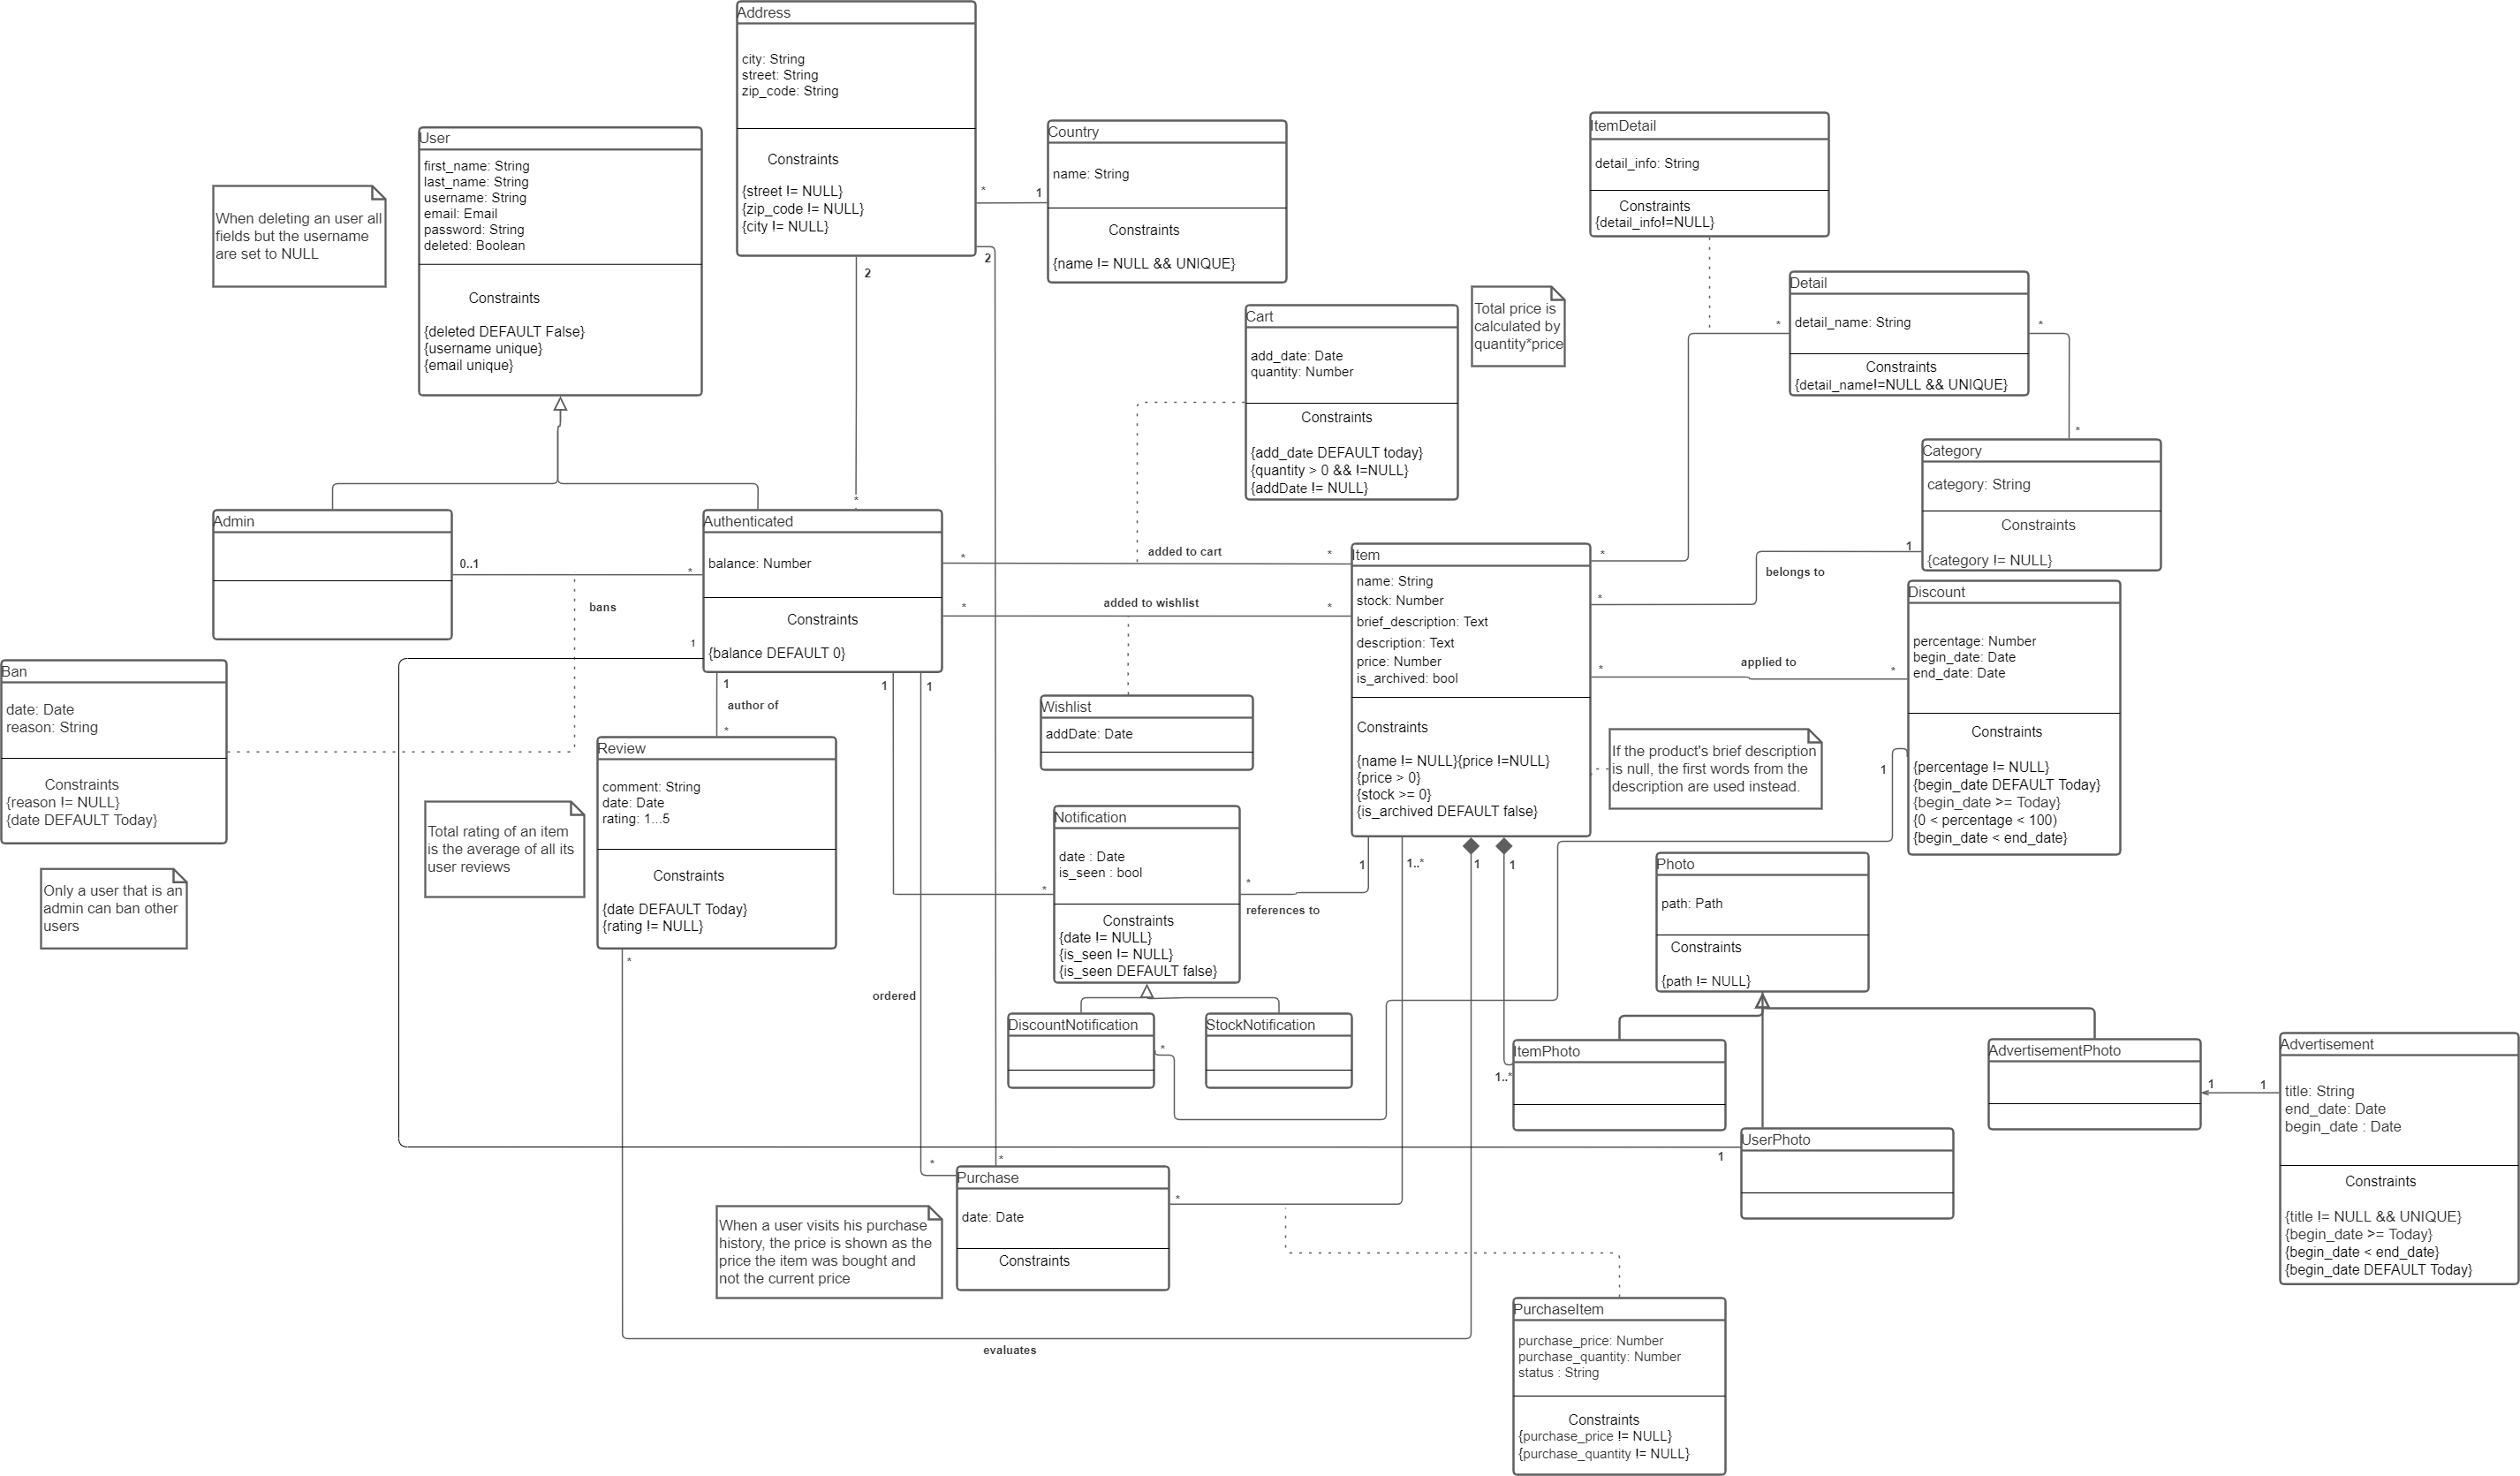 Address
city: String
street: String
zip_code: String
Constraints
{street != NULL}
{zip_code != NULL}
{city != NULL}
2
2
*
1
Country
name: String
Constraints
{name != NULL && UNIQUE}
User
first_name: String
last_name: String
username: String
email: Email
password: String
deleted: Boolean
Constraints
{deleted DEFAULT False}
{username unique}
{email unique}
When deleting an user all
fields but the username
are set to NULL
ItemDetail
detail_info: String
Constraints
{detail_info!=NULL}
Detail
detail_name: String
Constraints
{detail_name!=NULL && UNIQUE}
*
*
*
Cart
add_date: Date
quantity: Number
Constraints
{add_date DEFAULT today}
{quantity > 0 && !=NULL}
{addDate != NULL}
Total price is
calculated by
quantity*price
Category
category: String
Constraints
{category != NULL}
Admin
0..1
*
bans
Authenticated
balance: Number
Constraints
{balance DEFAULT 0}
*
*
added to cart
*
*
added to wishlist
*
1
1
1
1
Item
name: String
stock: Number
brief_description: Text
description: Text
price: Number
is_archived: bool
Constraints
{name != NULL}{price !=NULL}
{price > 0}
{stock >= 0}
{is_archived DEFAULT false}
*
*
belongs to
1
*
applied to
*
Discount
percentage: Number
begin_date: Date
end_date: Date
Constraints
{percentage != NULL}
{begin_date DEFAULT Today}
{begin_date >= Today}
{0 < percentage < 100)
{begin_date < end_date}
1
If the product's brief description
is null, the first words from the
description are used instead.
Ban
date: Date
reason: String
Constraints
{reason != NULL}
{date DEFAULT Today}
Only a user that is an
admin can ban other
users
author of
*
Review
comment: String
date: Date
rating: 1...5
Constraints
{date DEFAULT Today}
{rating != NULL}
*
Total rating of an item
is the average of all its
user reviews
Wishlist
addDate: Date
Notification
date : Date
is_seen : bool
Constraints
{date != NULL}
{is_seen != NULL}
{is_seen DEFAULT false}
*
*
references to
1
1..*
1
1
DiscountNotification
*
StockNotification
Photo
path: Path
Constraints
{path != NULL}
ItemPhoto
1..*
AdvertisementPhoto
1
1
Advertisement
title: String
end_date: Date
begin_date : Date
Constraints
{title != NULL && UNIQUE}
{begin_date >= Today}
{begin_date < end_date}
{begin_date DEFAULT Today}
UserPhoto
1
ordered
*
*
Purchase
date: Date
Constraints
*
When a user visits his purchase
history, the price is shown as the
price the item was bought and
not the current price
evaluates
PurchaseItem
purchase_price: Number
purchase_quantity: Number
status : String
Constraints
{purchase_price != NULL}
{purchase_quantity != NULL}